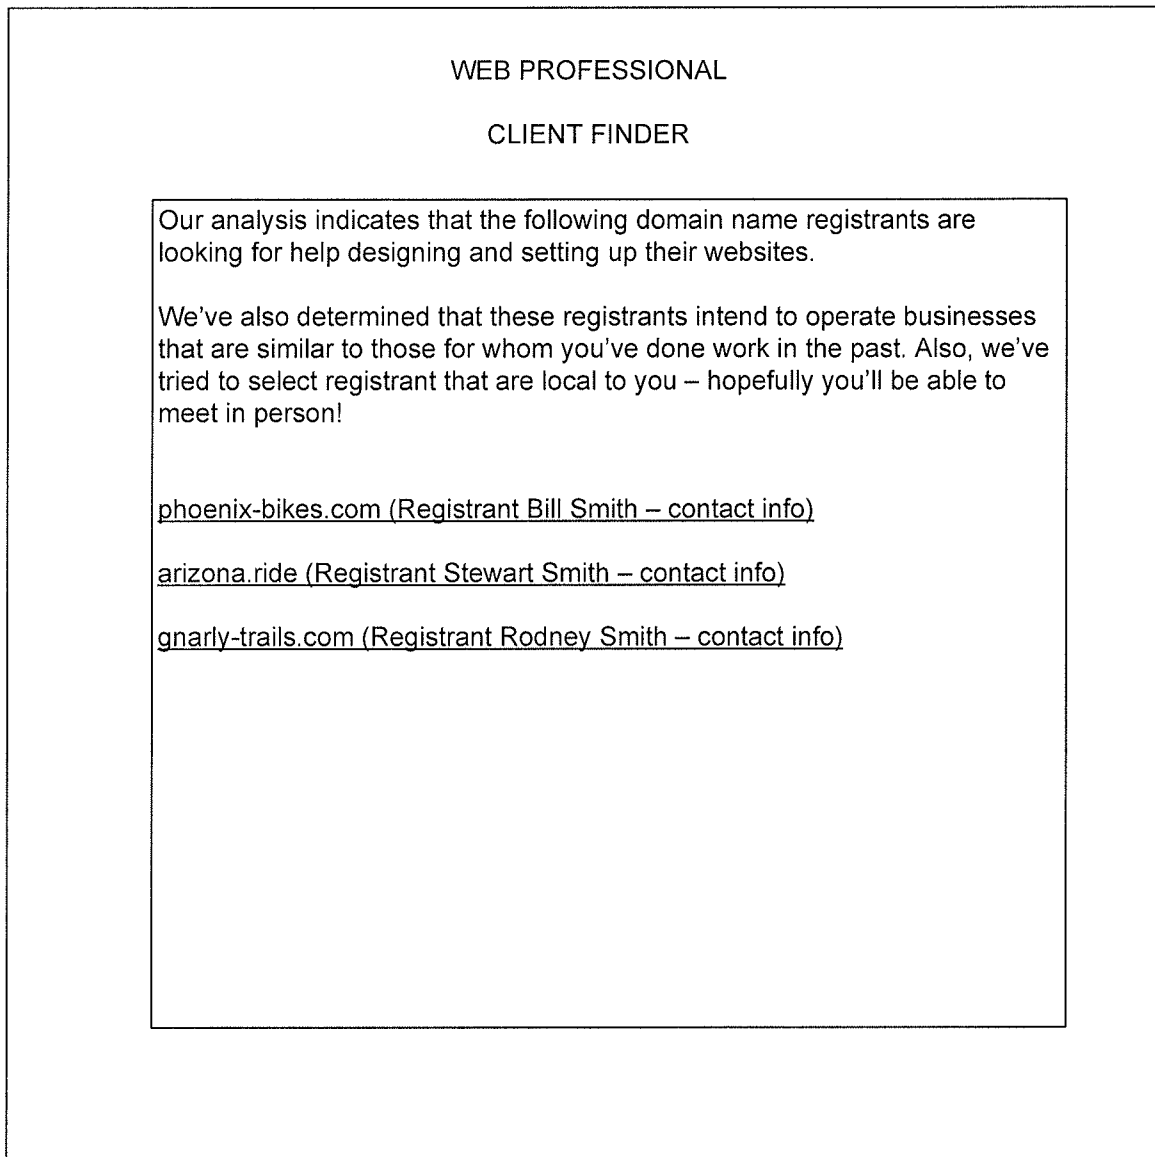 WEB PROFESSIONAL
CLIENT FINDER
Our analysis indicates that the following domain name registrants are
looking for help designing and setting up their websites.
We've also determined that these registrants intend to operate businesses
that are similar to those for whom you've done work in the past. Also, we've
tried to select registrant that are local to you – hopefully you'll be able to
meet in person!
phoenix-bikes.com (Registrant Bill Smith – contact info)
arizona.ride (Registrant Stewart Smith – contact info)
gnarly-trails.com (Registrant Rodney Smith – contact info)